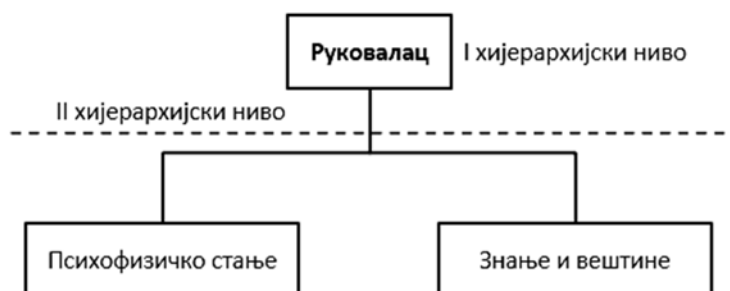 Руковалац
I хијерархијски ниво
II хијерархијски ниво
Психофизичко стање
Знање и вештине